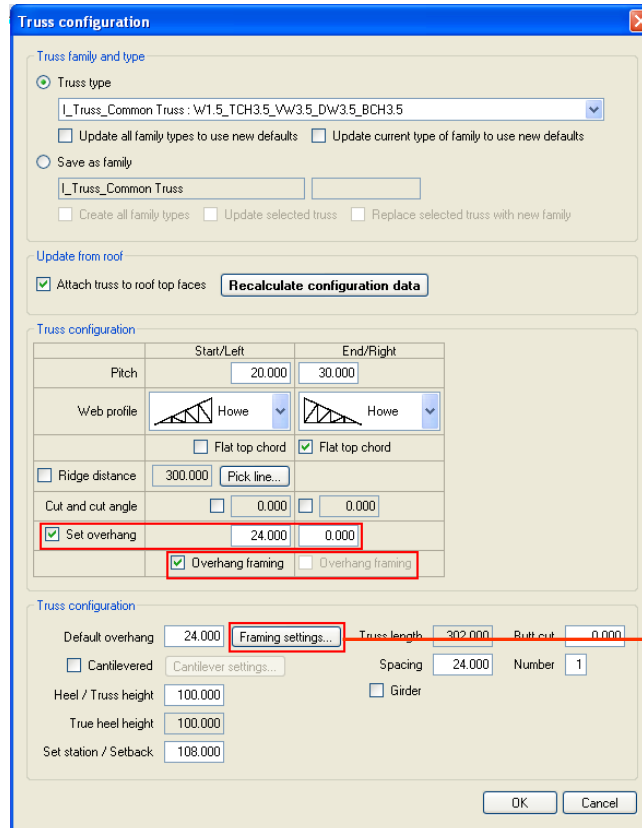 Truss configuration
Truss family and type
Truss type
I_Truss_Common Truss : W1.5_TCH3.5_VW3.5_DW3.5_BCH3.5
Update all family types to use new defaults Update current type of family to use new defaults
Save as family
I_Truss_Common Truss
Create all family types Update selected truss Replace selected truss with new family
Update from roof
Attach truss to roof top faces Recalculate configuration data
Truss configuration
Start/Left End/Right
Pitch 20.000 30.000
Web profile Howe Howe
Flat top chord Flat top chord
Ridge distance 300.000 Pick line...
Cut and cut angle 0.000 0.000
Set overhang 24.000 0.000
Overhang framing Overhang framing
Truss configuration
Default overhang 24.000 Framing settings... Truss length 302.000 Butt cut 0.000
Cantilevered Cantilever settings... Spacing 24.000 Number 1
Heel / Truss height 100.000 Girder
True heel height 100.000
Set station / Setback 108.000
OK Cancel